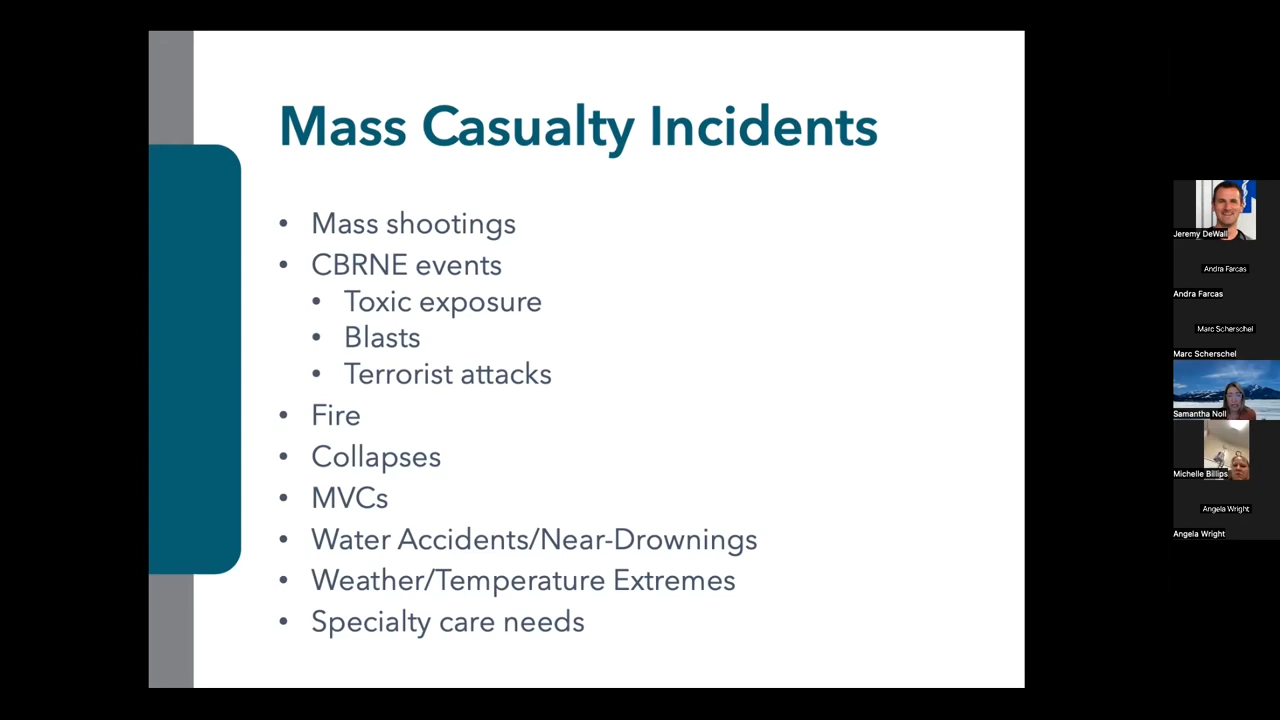 Mass Casualty Incidents
• Mass shootings
• CBRNE events
• Toxic exposure
• Blasts
• Terrorist attacks
• Fire
• Collapses
• MVCs
• Water Accidents/Near-Drownings
• Weather/Temperature Extremes
• Specialty care needs
Jeremy DeWall
Andra Farcas
Andra Farcas
Marc Scherschel
Marc Scherschel
Samantha Noll
Michelle Billips
Angela Wright
Angela Wright